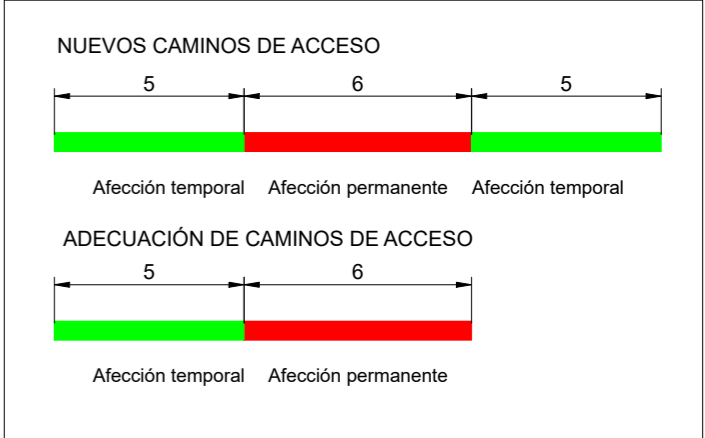 NUEVOS CAMINOS DE ACCESO
5 6 5
Afección temporal Afección permanente Afección temporal
ADECUACIÓN DE CAMINOS DE ACCESO
5 6
Afección temporal Afección permanente